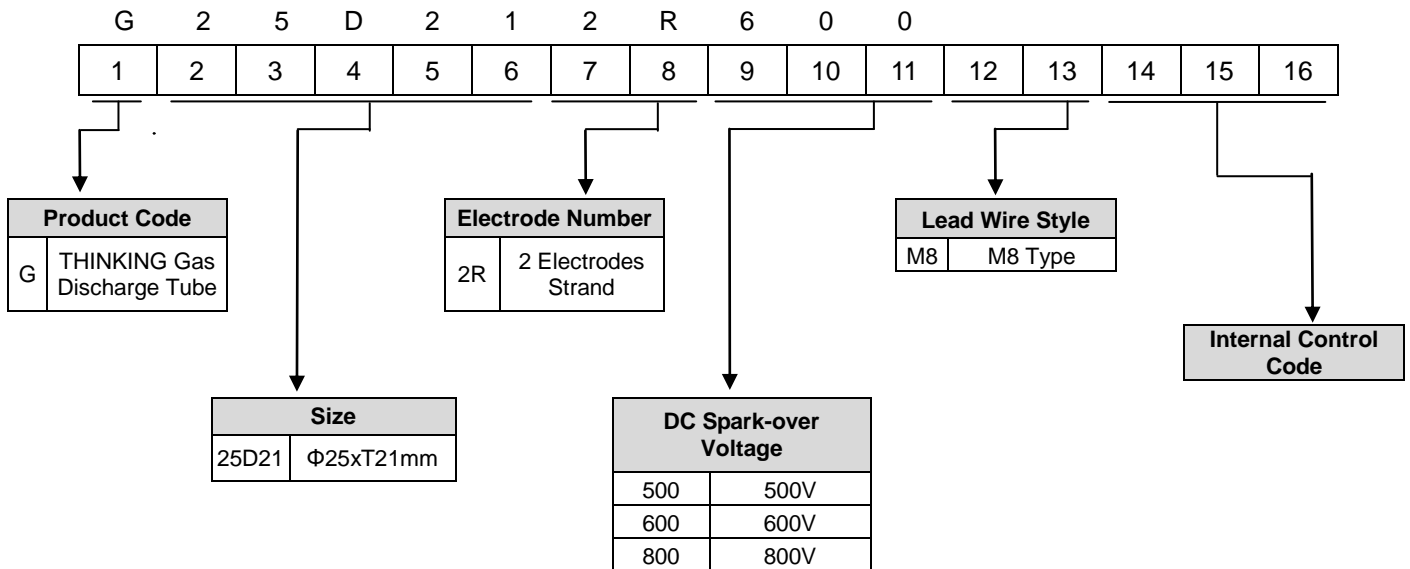 G 2 5 D 2 1 2 R 6 0 0
1 2 3 4 5 6 7 8 9 10 11 12 13 14 15 16
Product Code
G THINKING Gas
Discharge Tube
Electrode Number
2R 2 Electrodes
Strand
Lead Wire Style
M8 M8 Type
Internal Control
Code
Size
25D21 Φ25xT21mm
DC Spark-over
Voltage
500 500V
600 600V
800 800V